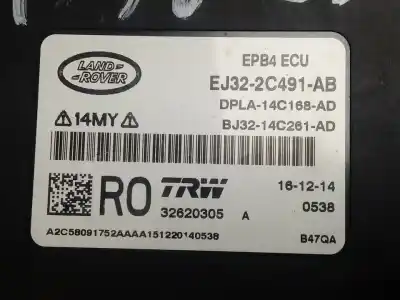 LAND-
-ROVER
EPB4 ECU
EJ32-2C491-AB
DPLA-14C168-AD
⚠14MY⚠
BJ32-14C261-AD
RO
TRW
16-12-14
32620305 A
0538
A2C58091752AAAA151220140538
B47QA